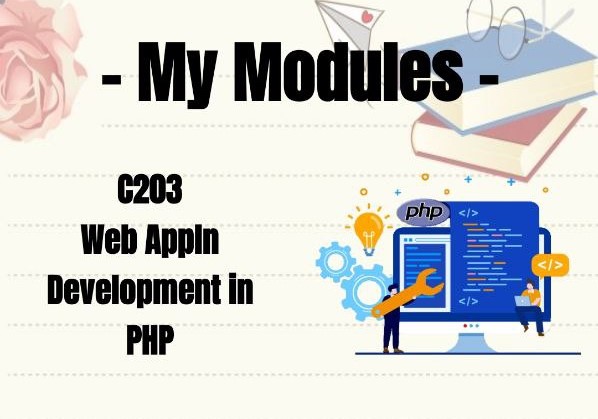 - My Modules -
C203
Web Appln
Development in
PHP
php
</>
</>
</>